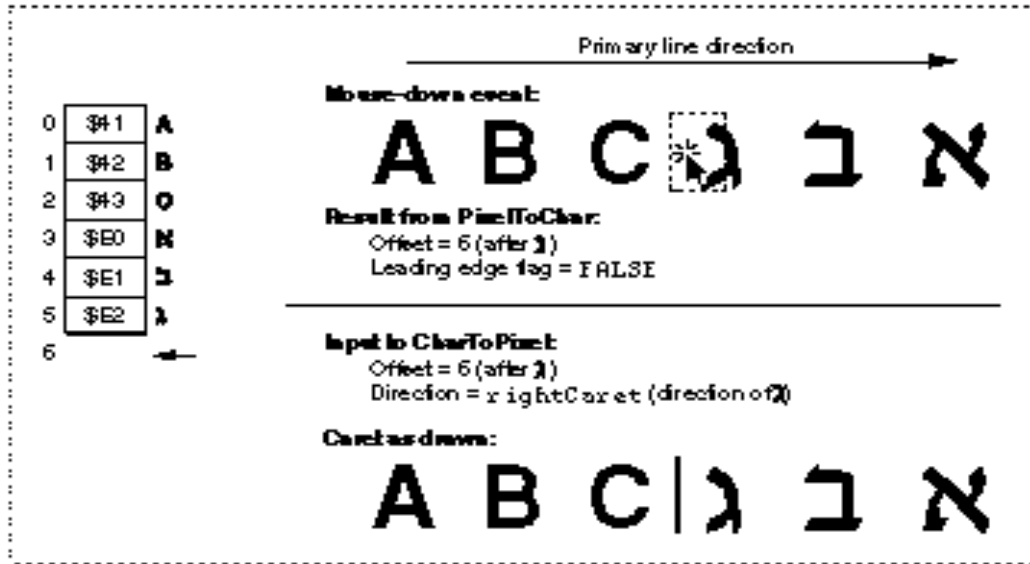 Primary line direction
Mouse-down event:
A B C ג ב א
Result from PixelToChar:
Offset = 6 (after ג)
Leading edge flag = FALSE
0 $41 A
1 $42 B
2 $43 C
3 $E0 א
4 $E1 ב
5 $E2 ג
6
Input to CharToPixel:
Offset = 6 (after ג)
Direction = rightCaret (direction of ג)
Caret as drawn:
A B C ג ב א